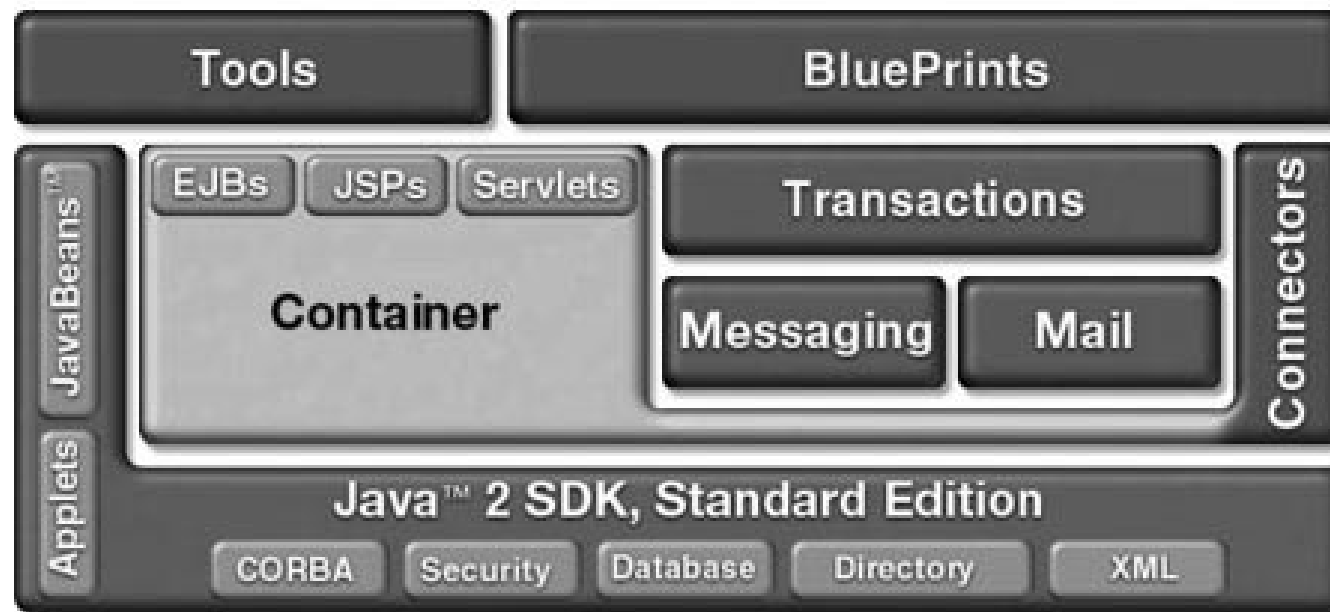 Tools
BluePrints
JavaBeans™
Applets
EJBs
JSPs
Servlets
Container
Transactions
Messaging
Mail
Connectors
Java™ 2 SDK, Standard Edition
CORBA
Security
Database
Directory
XML